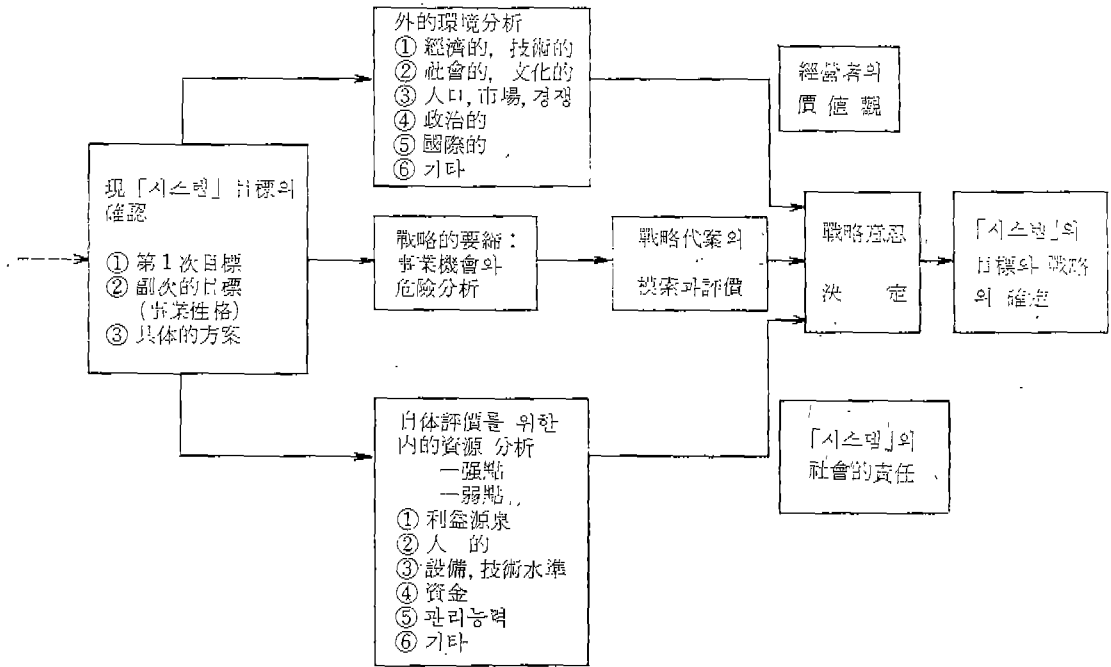 外的環境分析
① 經濟的, 技術的
② 社會的, 文化的
③ 人口, 市場, 경쟁
④ 政治的
⑤ 國際的
⑥ 기타
經營者의
價値觀
現「시스템」目標의
確認
① 第1次目標
② 副次的目標
(事業性格)
③ 具体的方案
戰略的要締:
事業機會와
危險分析
戰略代案의
模索과評價
戰略意思
決 定
「시스템」의
目標와 戰略
의 確定
自体評價를 위한
内的資源 分析
—强點
—弱點
① 利益源泉
② 人 的
③ 設備, 技術水準
④ 資金
⑤ 관리능력
⑥ 기타
「시스템」의
社會的責任